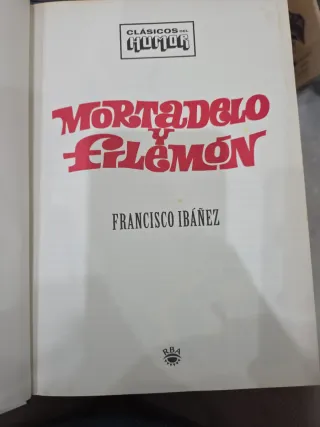 CLÁSICOS DEL
HUMOR
MORTADELO
Y
FILEMÓN
FRANCISCO IBÁÑEZ
RBA